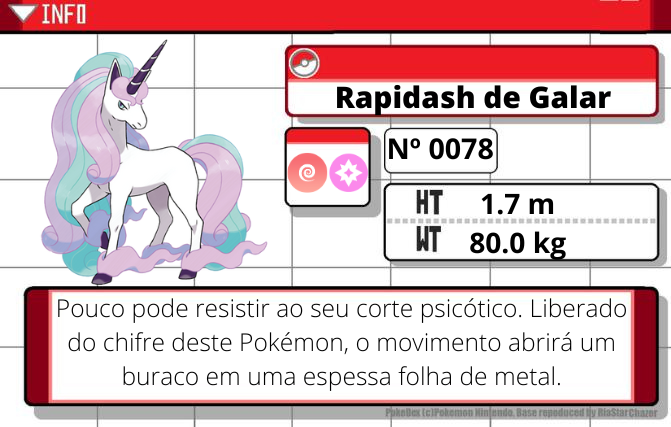 INFO
Rapidash de Galar
Nº 0078
HT 1.7 m
WT 80.0 kg
Pouco pode resistir ao seu corte psicótico. Liberado
do chifre deste Pokémon, o movimento abrirá um
buraco em uma espessa folha de metal.
PokeDex (c)Pokemon Nintendo. Base reproduced by RiaStarChazer